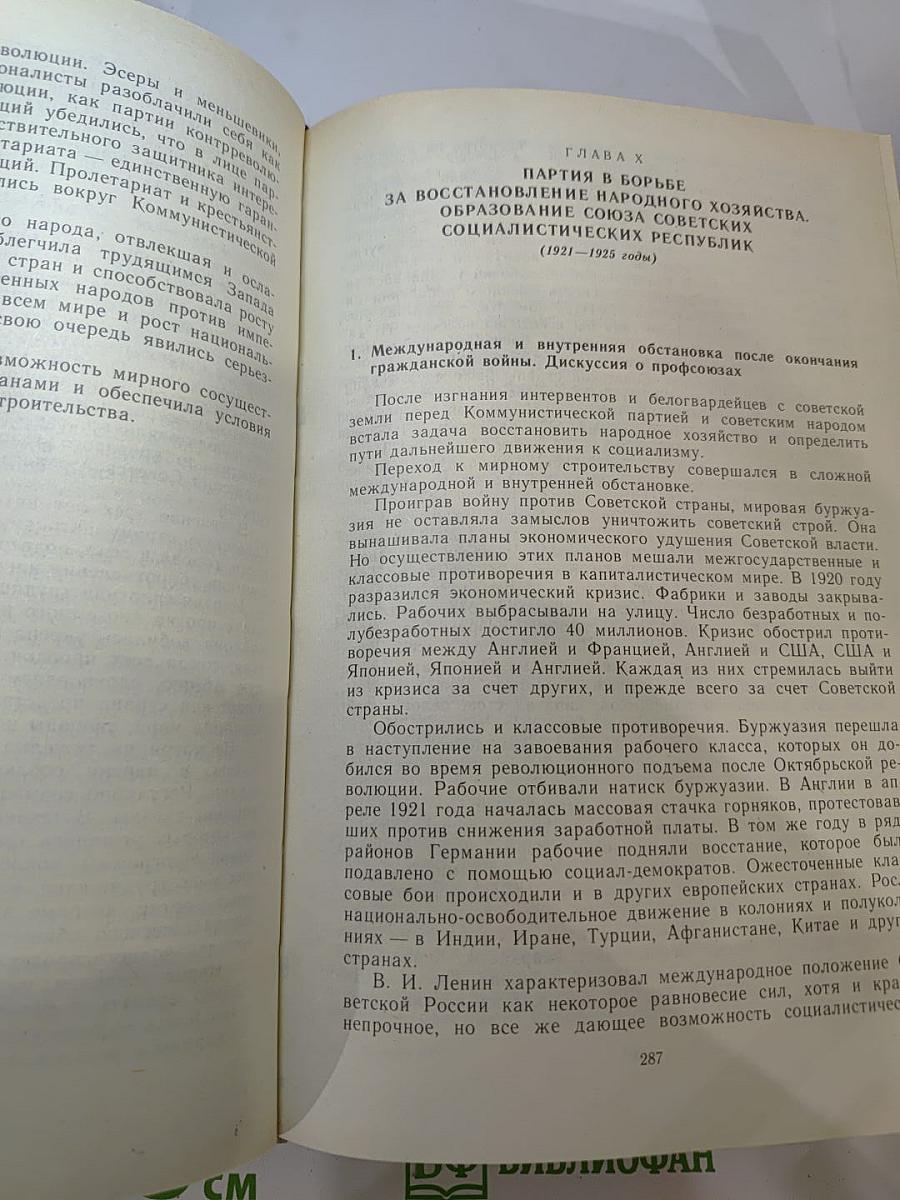 волюции. Эсеры и меньшевики,
оналисты разоблачили себя как
юции, как партии контрреволю-
щий убедились, что в лице пар-
ствительного защитника интере-
тариата — единственную гаран-
ций. Пролетариат и крестьянст-
лись вокруг Коммунистической
го народа, отвлекшая и осла-
блегчила трудящимся Запада
стран и способствовала росту
енных народов против импе-
всем мире и рост националь-
свою очередь явились серьез-
зможность мирного сосущест-
анами и обеспечила условия
троительства.
ГЛАВА X
ПАРТИЯ В БОРЬБЕ
ЗА ВОССТАНОВЛЕНИЕ НАРОДНОГО ХОЗЯЙСТВА.
ОБРАЗОВАНИЕ СОЮЗА СОВЕТСКИХ
СОЦИАЛИСТИЧЕСКИХ РЕСПУБЛИК
(1921—1925 годы)
1. Международная и внутренняя обстановка после окончания
гражданской войны. Дискуссия о профсоюзах
После изгнания интервентов и белогвардейцев с советской
земли перед Коммунистической партией и советским народом
встала задача восстановить народное хозяйство и определить
пути дальнейшего движения к социализму.
Переход к мирному строительству совершался в сложной
международной и внутренней обстановке.
Проиграв войну против Советской страны, мировая буржуа-
зия не оставляла замыслов уничтожить советский строй. Она
вынашивала планы экономического удушения Советской власти.
Но осуществлению этих планов мешали межгосударственные и
классовые противоречия в капиталистическом мире. В 1920 году
разразился экономический кризис. Фабрики и заводы закрыва-
лись. Рабочих выбрасывали на улицу. Число безработных и по-
лубезработных достигло 40 миллионов. Кризис обострил проти-
воречия между Англией и Францией, Англией и США, США и
Японией, Японией и Англией. Каждая из них стремилась выйти
из кризиса за счет других, и прежде всего за счет Советской
страны.
Обострились и классовые противоречия. Буржуазия перешла
в наступление на завоевания рабочего класса, которых он до-
бился во время революционного подъема после Октябрьской ре-
волюции. Рабочие отбивали натиск буржуазии. В Англии в ап
реле 1921 года началась массовая стачка горняков, протестовав
ших против снижения заработной платы. В том же году в ряд
районов Германии рабочие подняли восстание, которое был
подавлено с помощью социал-демократов. Ожесточенные кла
совые бои происходили и в других европейских странах. Росл
национально-освободительное движение в колониях и полукол
ниях — в Индии, Иране, Турции, Афганистане, Китае и друг
странах.
В. И. Ленин характеризовал международное положение
ветской России как некоторое равновесие сил, хотя и кра
непрочное, но все же дающее возможность социалистичес
287
СМ
БФ БИБЛИОФАН